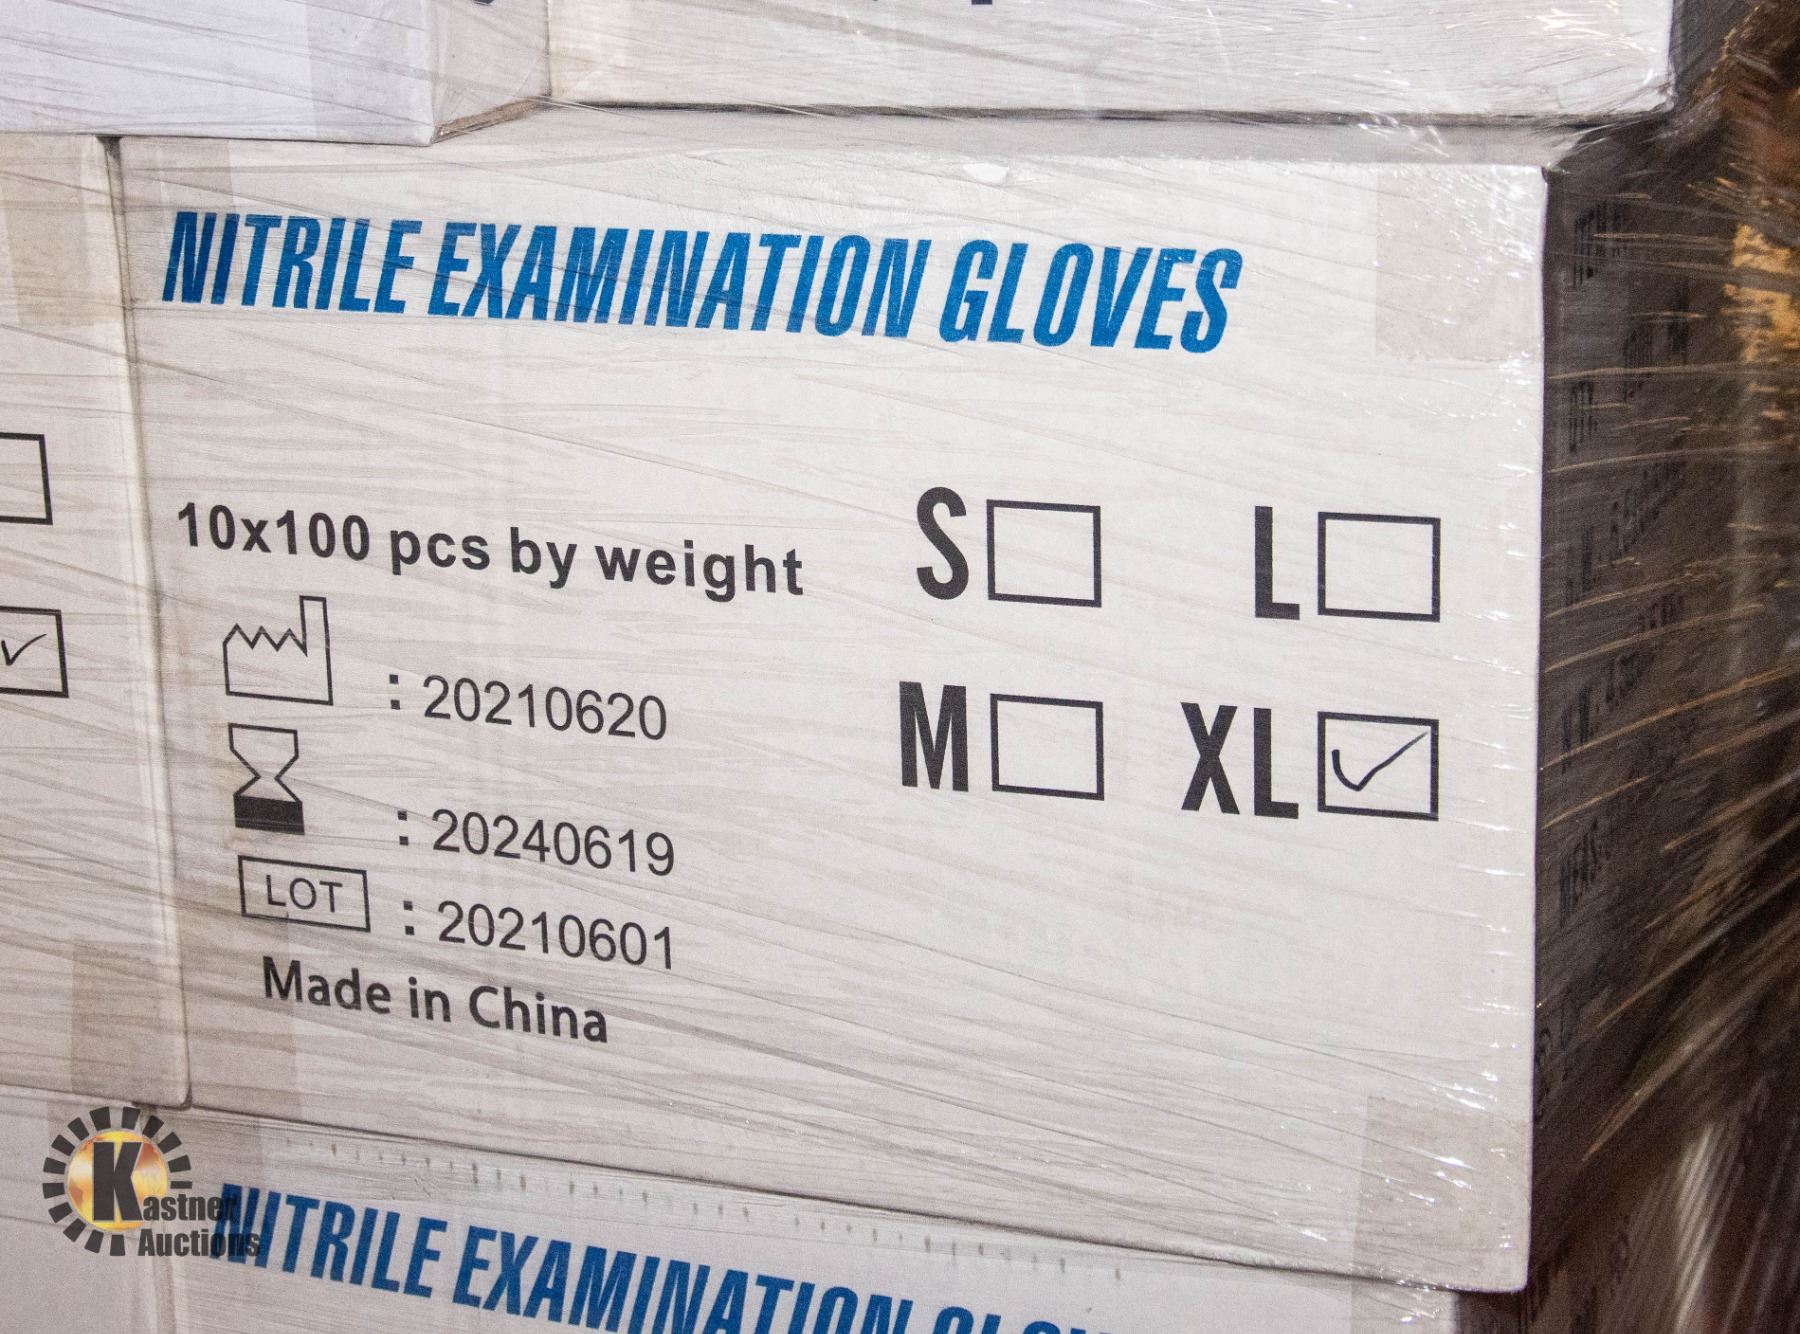 NITRILE EXAMINATION GLOVES
10x100 pcs by weight
S L
M XL
: 20210620
: 20240619
LOT : 20210601
Made in China
Kastner
Auctions
NITRILE EXAMINATION